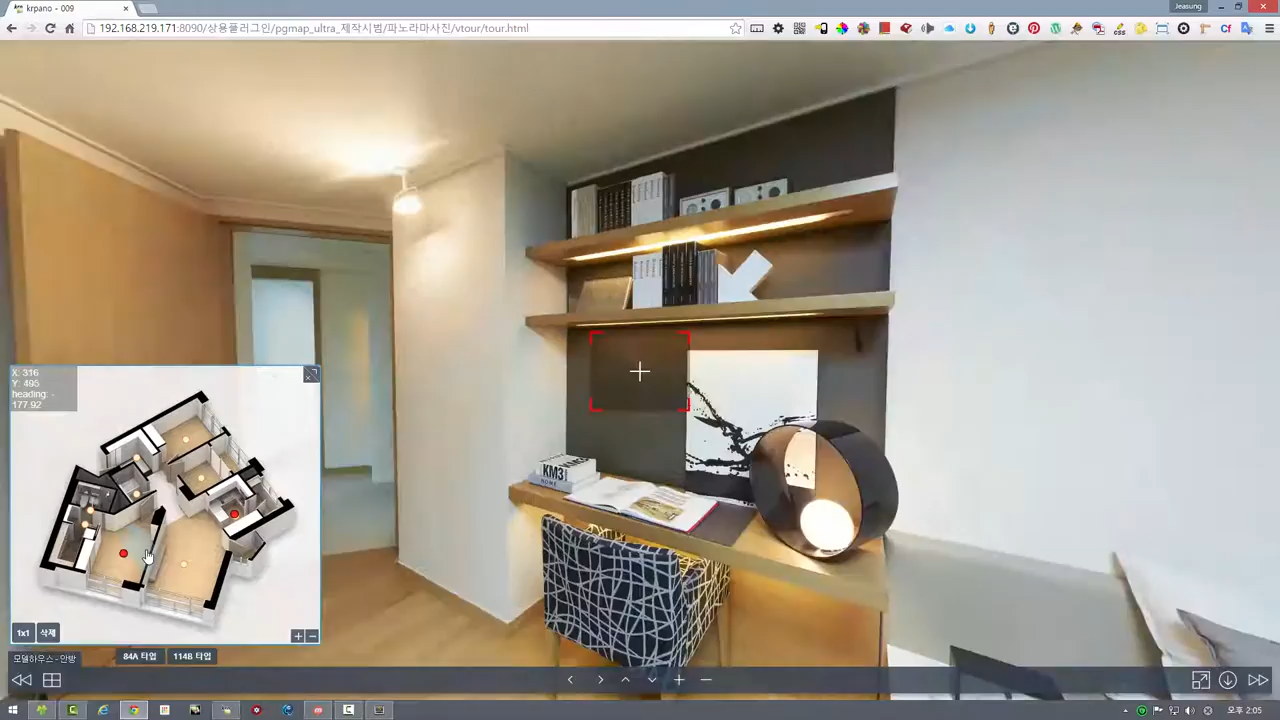 krpano - 009
Jeasung
192.168.219.171:8090/상용플러그인/pgmap_ultra_제작시범/파노라마사진/vtour/tour.html
X: 316
Y: 495
heading: -
177.92
KM3
HOME
1x1
삭제
84A 타입
114B 타입
모델하우스 - 안방
오후 2:05